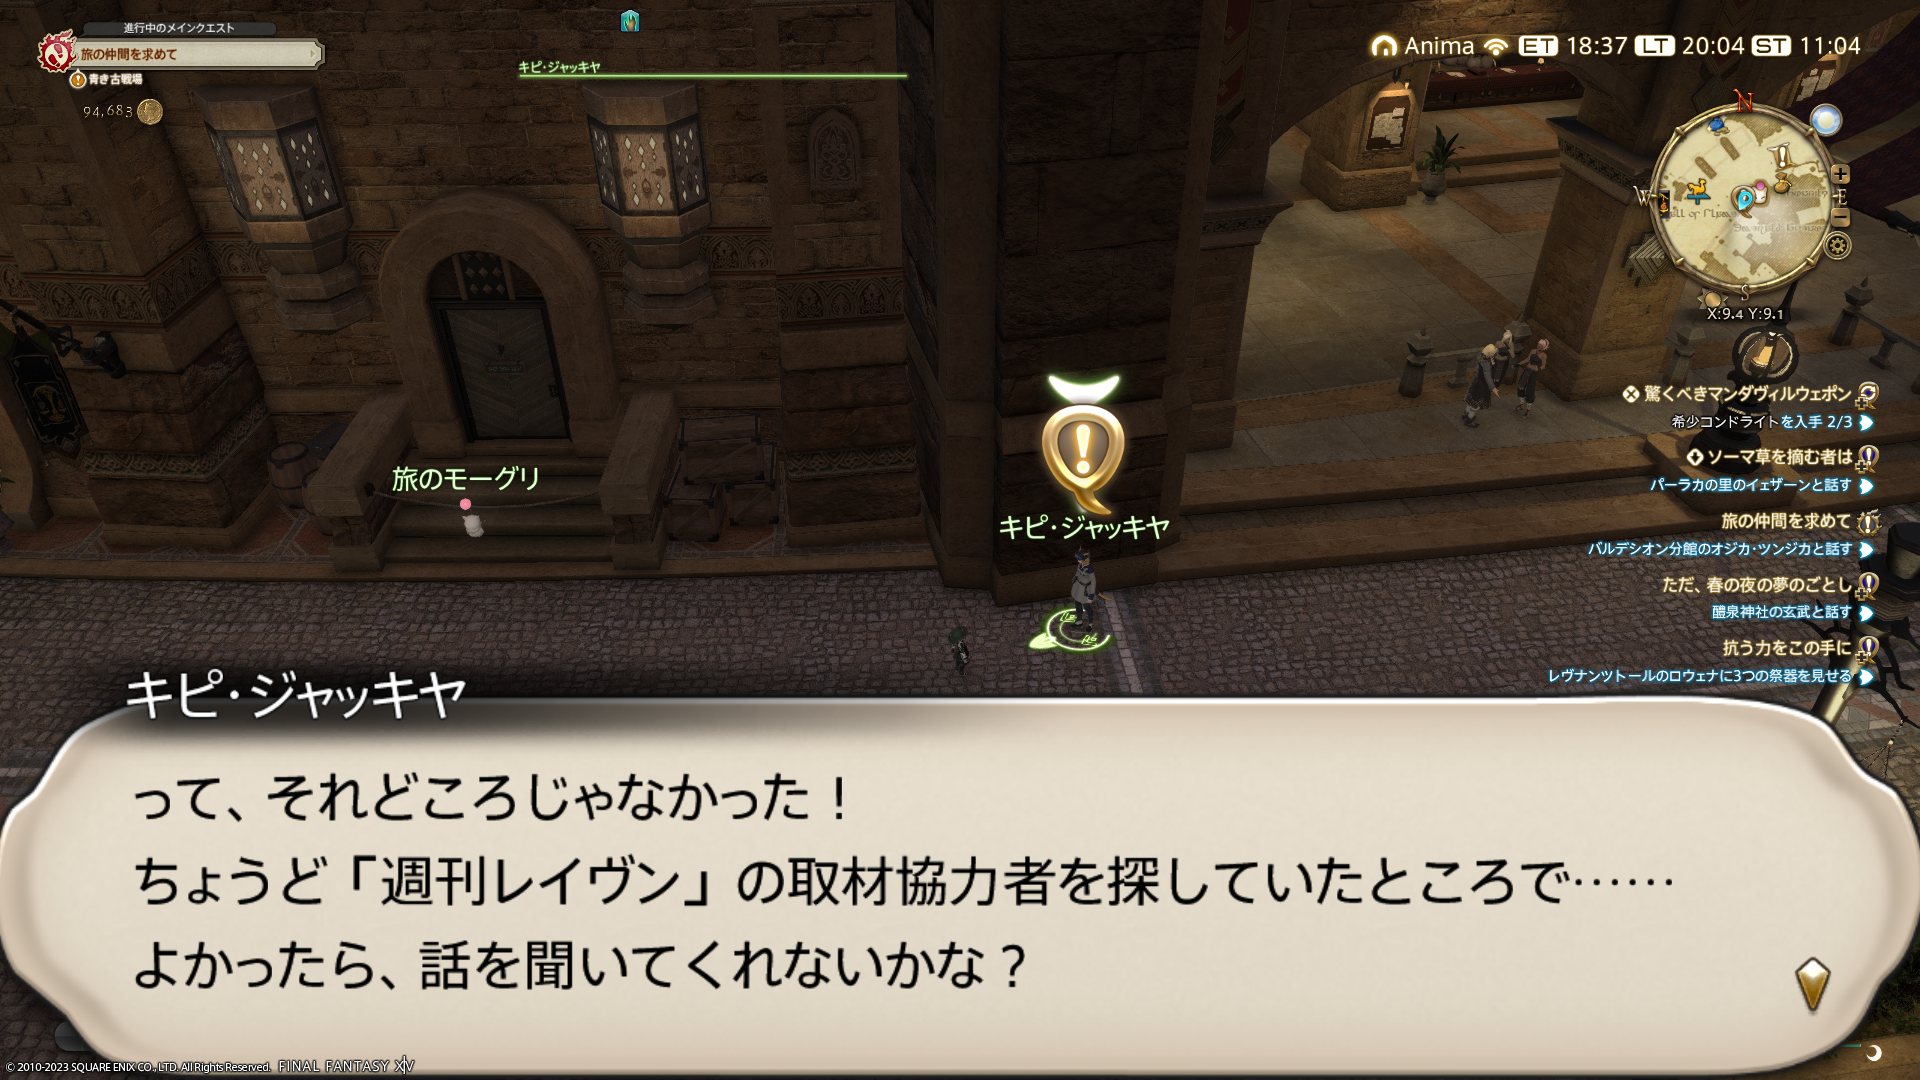 進行中のメインクエスト
旅の仲間を求めて
青き古戦場
94,683
キピ・ジャッキヤ
Anima ET 18:37 LT 20:04 ST 11:04
N
W
E
S
X:9.4 Y:9.1
驚くべきマンダヴィルウェポン
希少コンドライトを入手 2/3
ソーマ草を摘む者は
パーラカの里のイェザーンと話す
旅の仲間を求めて
バルデシオン分館のオジカ・ツンジカと話す
ただ、春の夜の夢のごとし
醴泉神社の玄武と話す
抗う力をこの手に
レヴナンツトールのロウェナに3つの祭器を見せる
旅のモーグリ
キピ・ジャッキヤ
キピ・ジャッキヤ
って、それどころじゃなかった！
ちょうど「週刊レイヴン」の取材協力者を探していたところで……
よかったら、話を聞いてくれないかな？
© 2010-2023 SQUARE ENIX CO., LTD. All Rights Reserved. FINAL FANTASY XIV